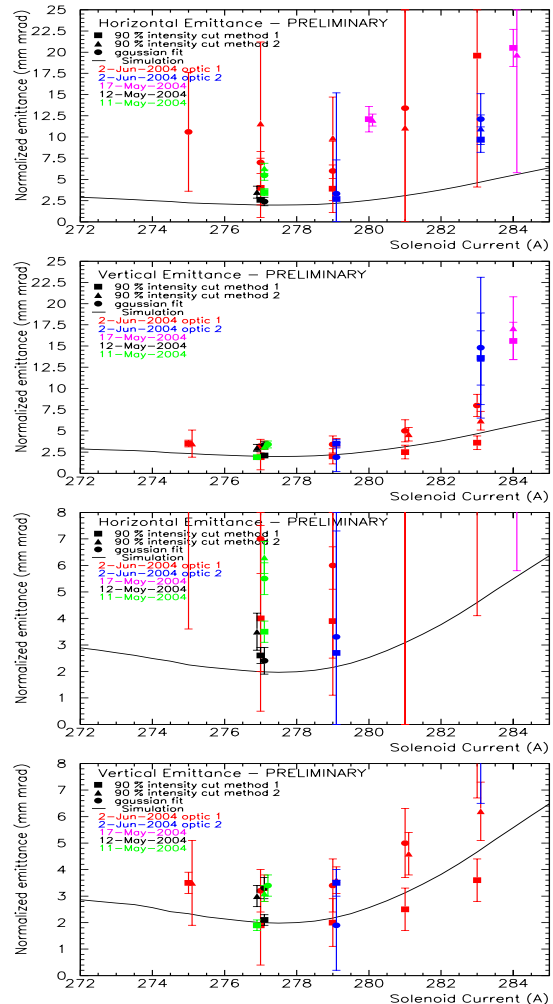 Horizontal Emittance – PRELIMINARY
90 % intensity cut method 1
90 % intensity cut method 2
gaussian fit
Simulation
2-Jun-2004 optic 1
2-Jun-2004 optic 2
17-May-2004
12-May-2004
11-May-2004
Normalized emittance (mm mrad)
25
22.5
20
17.5
15
12.5
10
7.5
5
2.5
0
272 274 276 278 280 282 284
Solenoid Current (A)
Vertical Emittance – PRELIMINARY
90 % intensity cut method 1
90 % intensity cut method 2
gaussian fit
Simulation
2-Jun-2004 optic 1
2-Jun-2004 optic 2
17-May-2004
12-May-2004
11-May-2004
Normalized emittance (mm mrad)
25
22.5
20
17.5
15
12.5
10
7.5
5
2.5
0
272 274 276 278 280 282 284
Solenoid Current (A)
Horizontal Emittance – PRELIMINARY
90 % intensity cut method 1
90 % intensity cut method 2
gaussian fit
Simulation
2-Jun-2004 optic 1
2-Jun-2004 optic 2
17-May-2004
12-May-2004
11-May-2004
Normalized emittance (mm mrad)
8
7
6
5
4
3
2
1
0
272 274 276 278 280 282 284
Solenoid Current (A)
Vertical Emittance – PRELIMINARY
90 % intensity cut method 1
90 % intensity cut method 2
gaussian fit
Simulation
2-Jun-2004 optic 1
2-Jun-2004 optic 2
17-May-2004
12-May-2004
11-May-2004
Normalized emittance (mm mrad)
8
7
6
5
4
3
2
1
0
272 274 276 278 280 282 284
Solenoid Current (A)